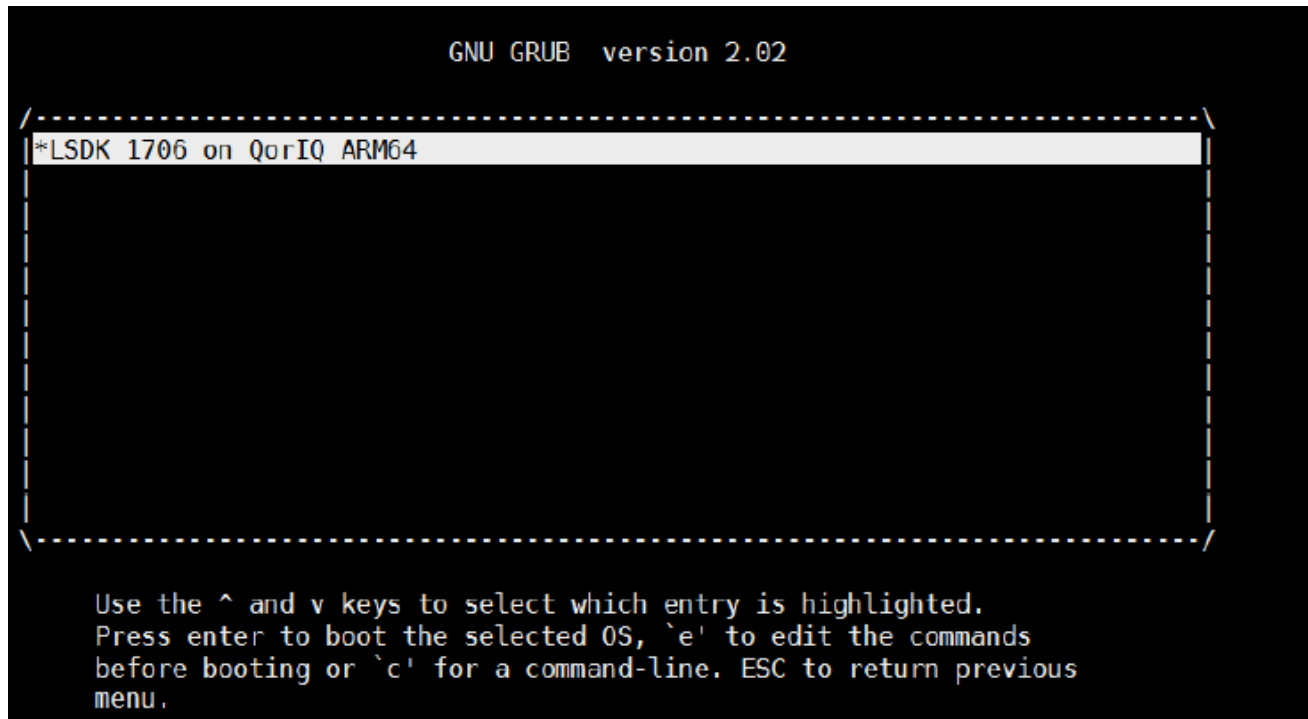 GNU GRUB  version 2.02
*LSDK 1706 on QorIQ ARM64
Use the ^ and v keys to select which entry is highlighted.
Press enter to boot the selected OS, `e' to edit the commands
before booting or `c' for a command-line. ESC to return previous
menu.